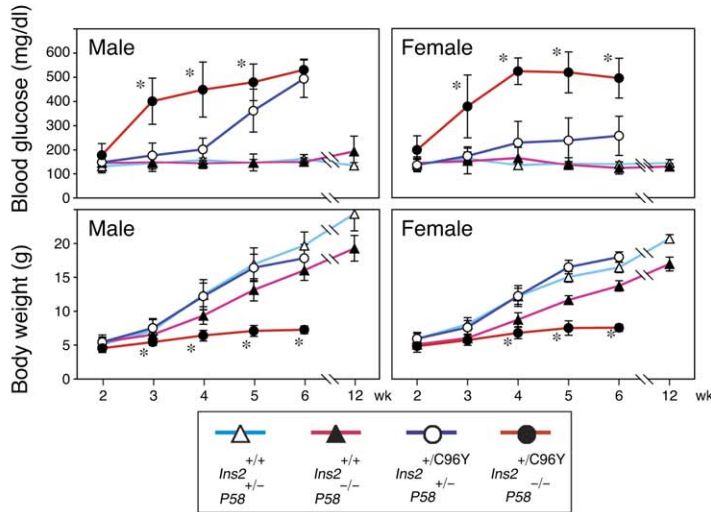 Blood glucose (mg/dl)
Male
Female
600
500
400
300
200
100
0
* * *
* * * *
Body weight (g)
Male
Female
20
15
10
5
0
* * * *
* * *
2 3 4 5 6 12 wk
2 3 4 5 6 12 wk
Ins2 +/+
P58 +/−
Ins2 +/+
P58 −/−
Ins2 +/C96Y
P58 +/−
Ins2 +/C96Y
P58 −/−